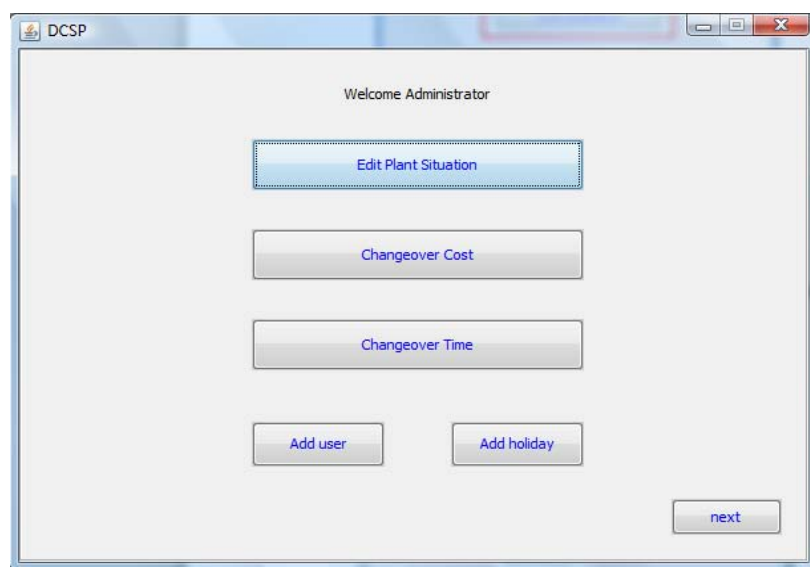 DCSP
Welcome Administrator
Edit Plant Situation
Changeover Cost
Changeover Time
Add user Add holiday
next